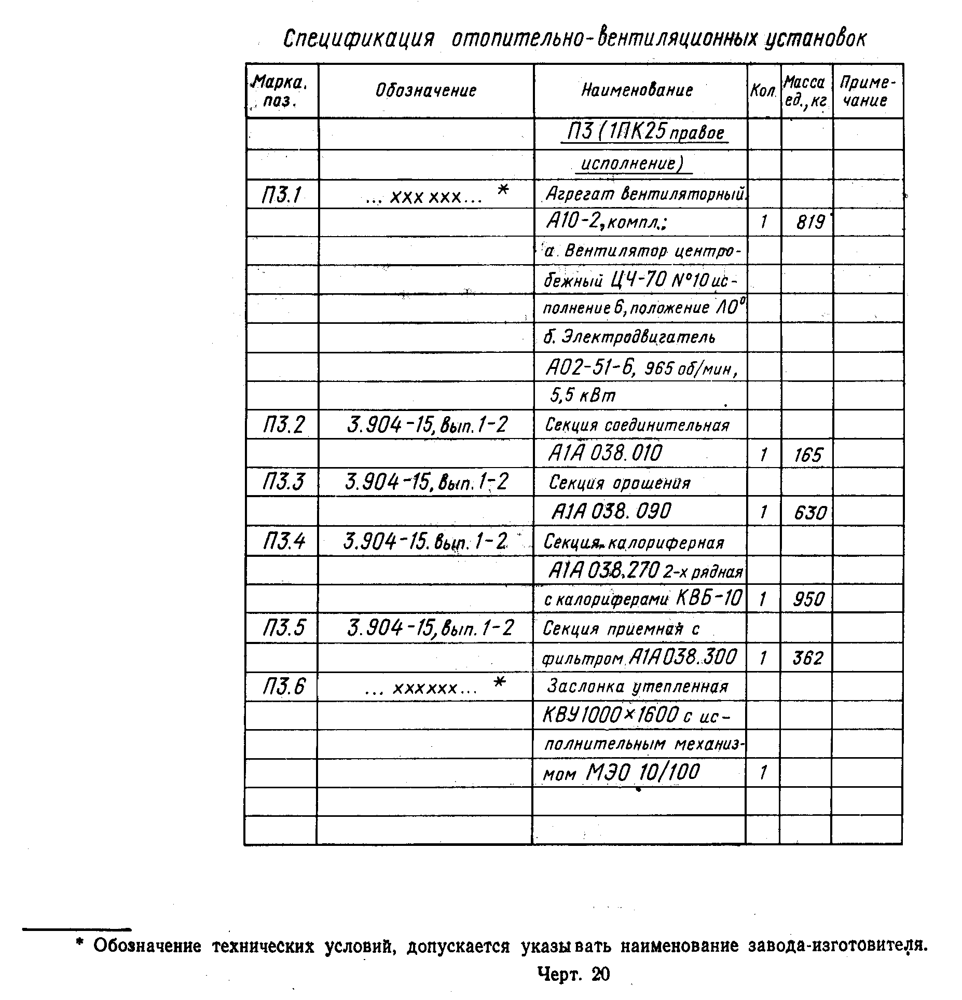 Спецификация отопительно-вентиляционных установок
Марка, поз. Обозначение Наименование Кол. Масса ед., кг Приме-чание
П3 (1ПК25 правое
исполнение)
П3.1 ... ххх ххх... * Агрегат вентиляторный
А10-2, компл.; 1 819
а. Вентилятор центро-
бежный Ц4-70 №10 ис-
полнение 6, положение Л0°
б. Электродвигатель
А02-51-6, 965 об/мин,
5,5 кВт
П3.2 3.904-15, вып. 1-2 Секция соединительная
А1А 038.010 1 165
П3.3 3.904-15, вып. 1-2 Секция орошения
А1А 038.090 1 630
П3.4 3.904-15. вып. 1-2 Секция калориферная
А1А 038.270 2-х рядная
с калориферами КВБ-10 1 950
П3.5 3.904-15, вып. 1-2 Секция приемная с
фильтром А1А 038.300 1 362
П3.6 ... хххххх... * Заслонка утепленная
КВУ 1000×1600 с ис-
полнительным механиз-
мом МЭО 10/100 1
* Обозначение технических условий, допускается указывать наименование завода-изготовителя.
Черт. 20